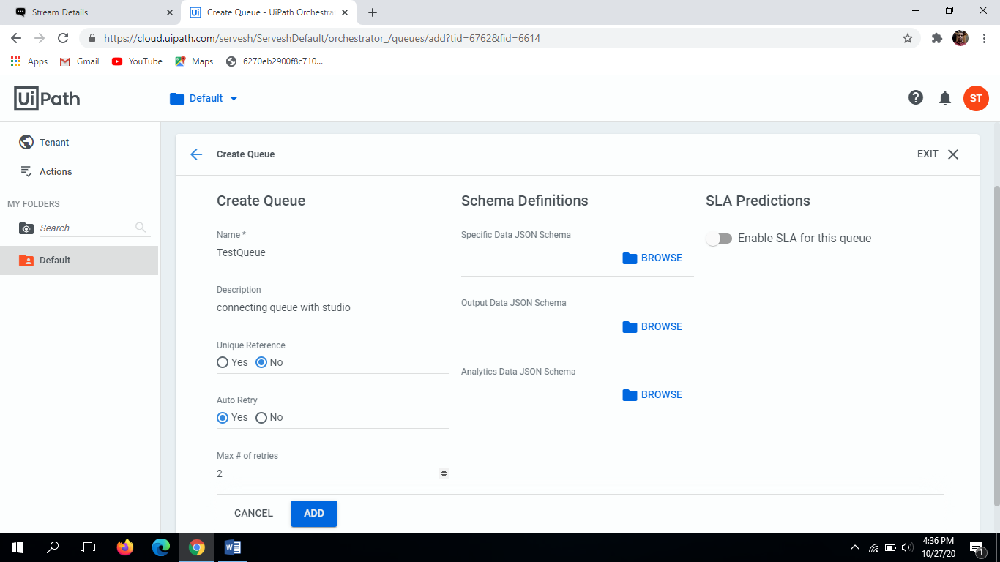 Stream Details
Create Queue - UiPath Orchestra
https://cloud.uipath.com/servesh/ServeshDefault/orchestrator_/queues/add?tid=6762&fid=6614
Apps Gmail YouTube Maps 6270eb2900f8c710...
UiPath Default ST
Tenant
Actions
MY FOLDERS
Search
Default
Create Queue EXIT
Create Queue
Name *
TestQueue
Description
connecting queue with studio
Unique Reference
Yes No
Auto Retry
Yes No
Max # of retries
2
Schema Definitions
Specific Data JSON Schema
BROWSE
Output Data JSON Schema
BROWSE
Analytics Data JSON Schema
BROWSE
SLA Predictions
Enable SLA for this queue
CANCEL ADD
4:36 PM
10/27/20
1